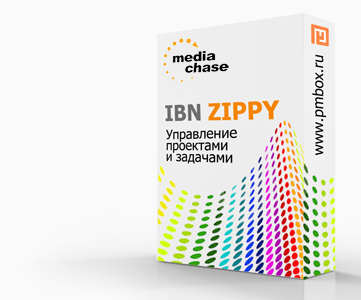 media
chase
IBN ZIPPY
Управление
проектами
и задачами
www.pmbox.ru